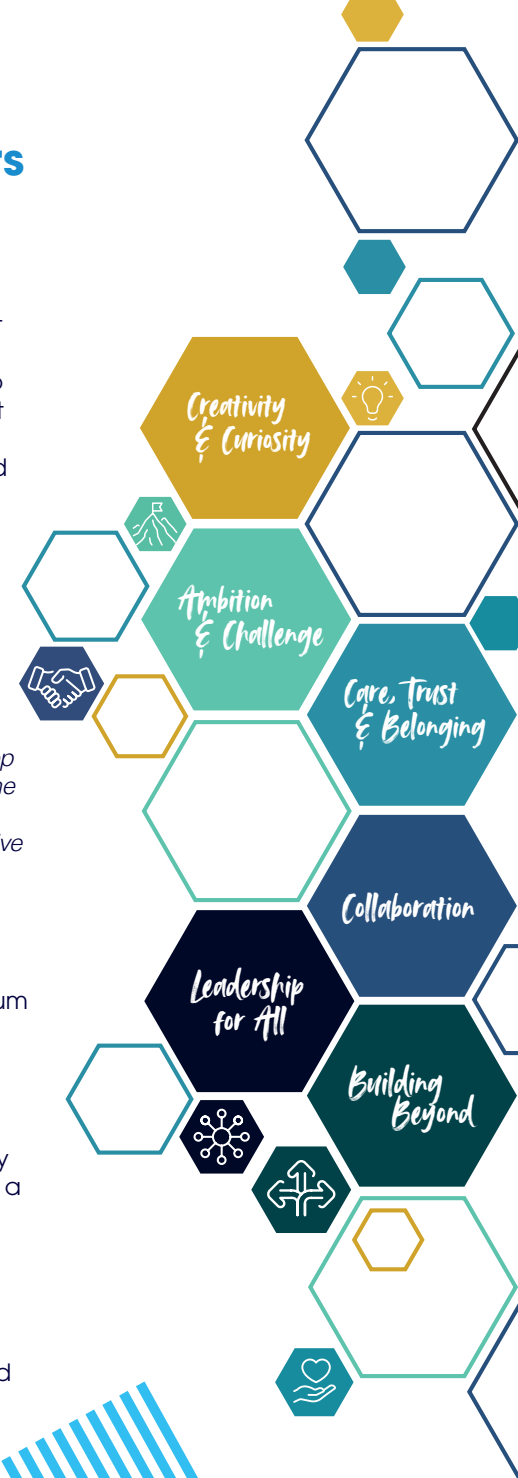 Creativity
& Curiosity
Ambition
& Challenge
Care, Trust
& Belonging
Collaboration
Leadership
for All
Building
Beyond
a